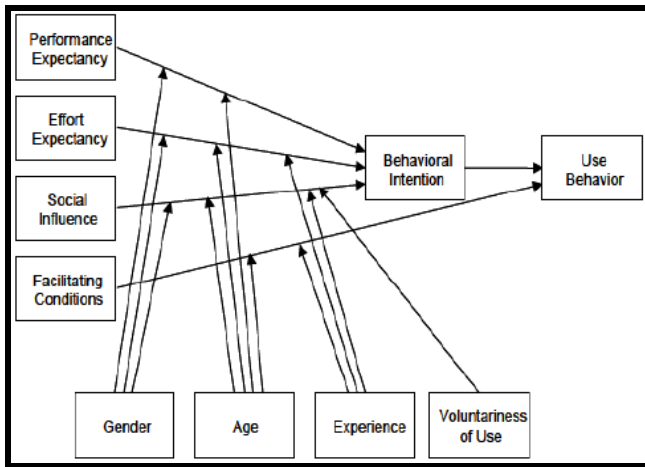 Performance
Expectancy
Effort
Expectancy
Social
Influence
Facilitating
Conditions
Behavioral
Intention
Use
Behavior
Gender
Age
Experience
Voluntariness
of Use